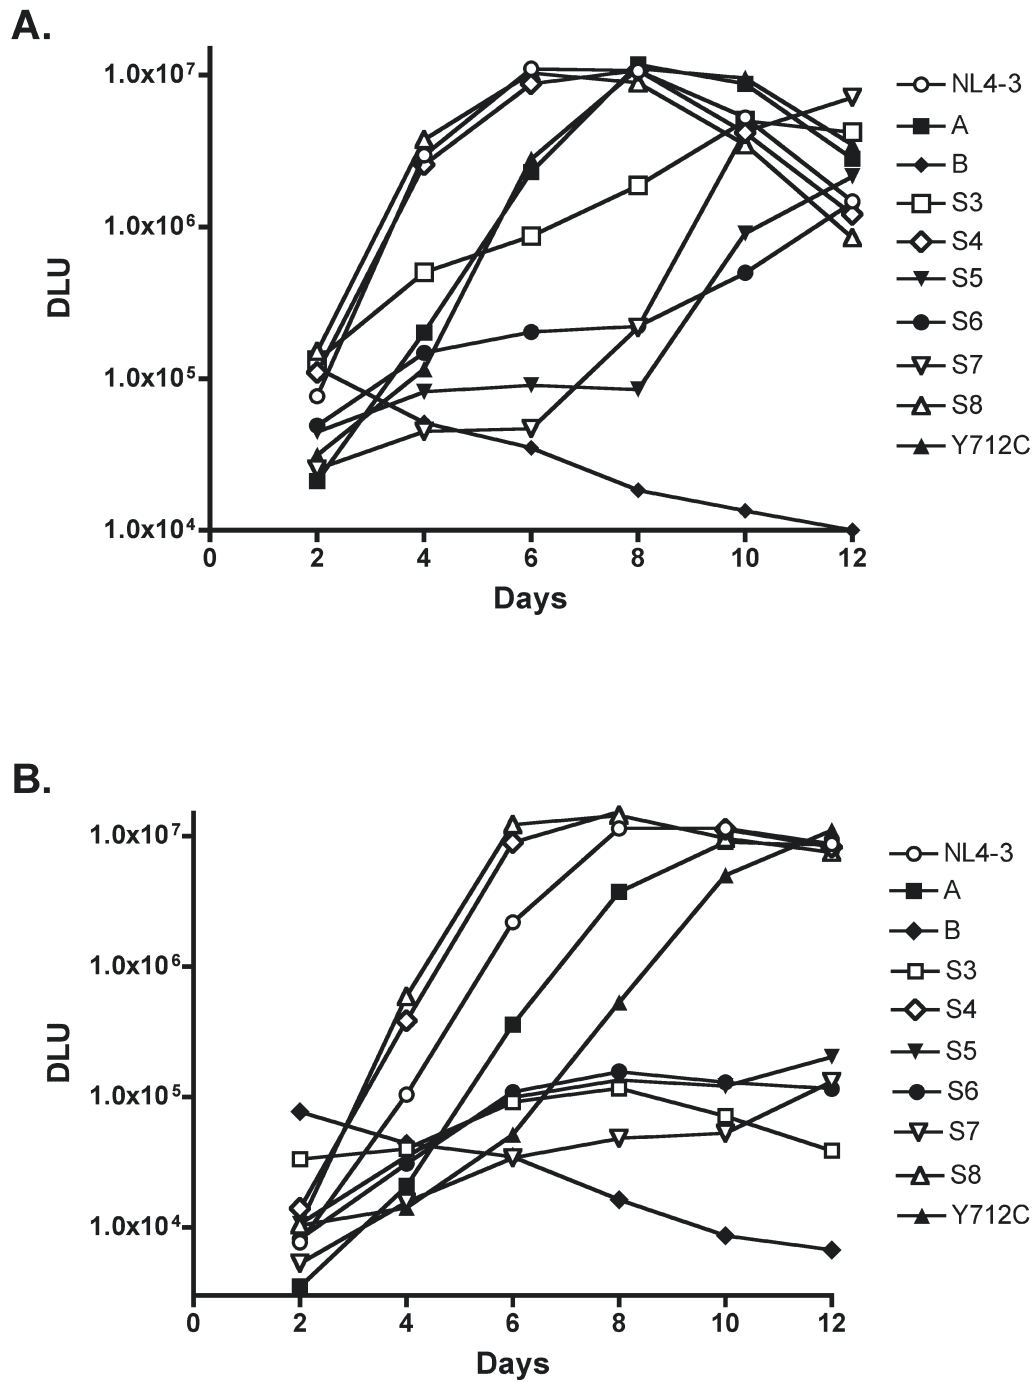 A.
1.0x10⁷
1.0x10⁶
1.0x10⁵
1.0x10⁴
DLU
0 2 4 6 8 10 12
Days
NL4-3
A
B
S3
S4
S5
S6
S7
S8
Y712C
B.
1.0x10⁷
1.0x10⁶
1.0x10⁵
1.0x10⁴
DLU
0 2 4 6 8 10 12
Days
NL4-3
A
B
S3
S4
S5
S6
S7
S8
Y712C